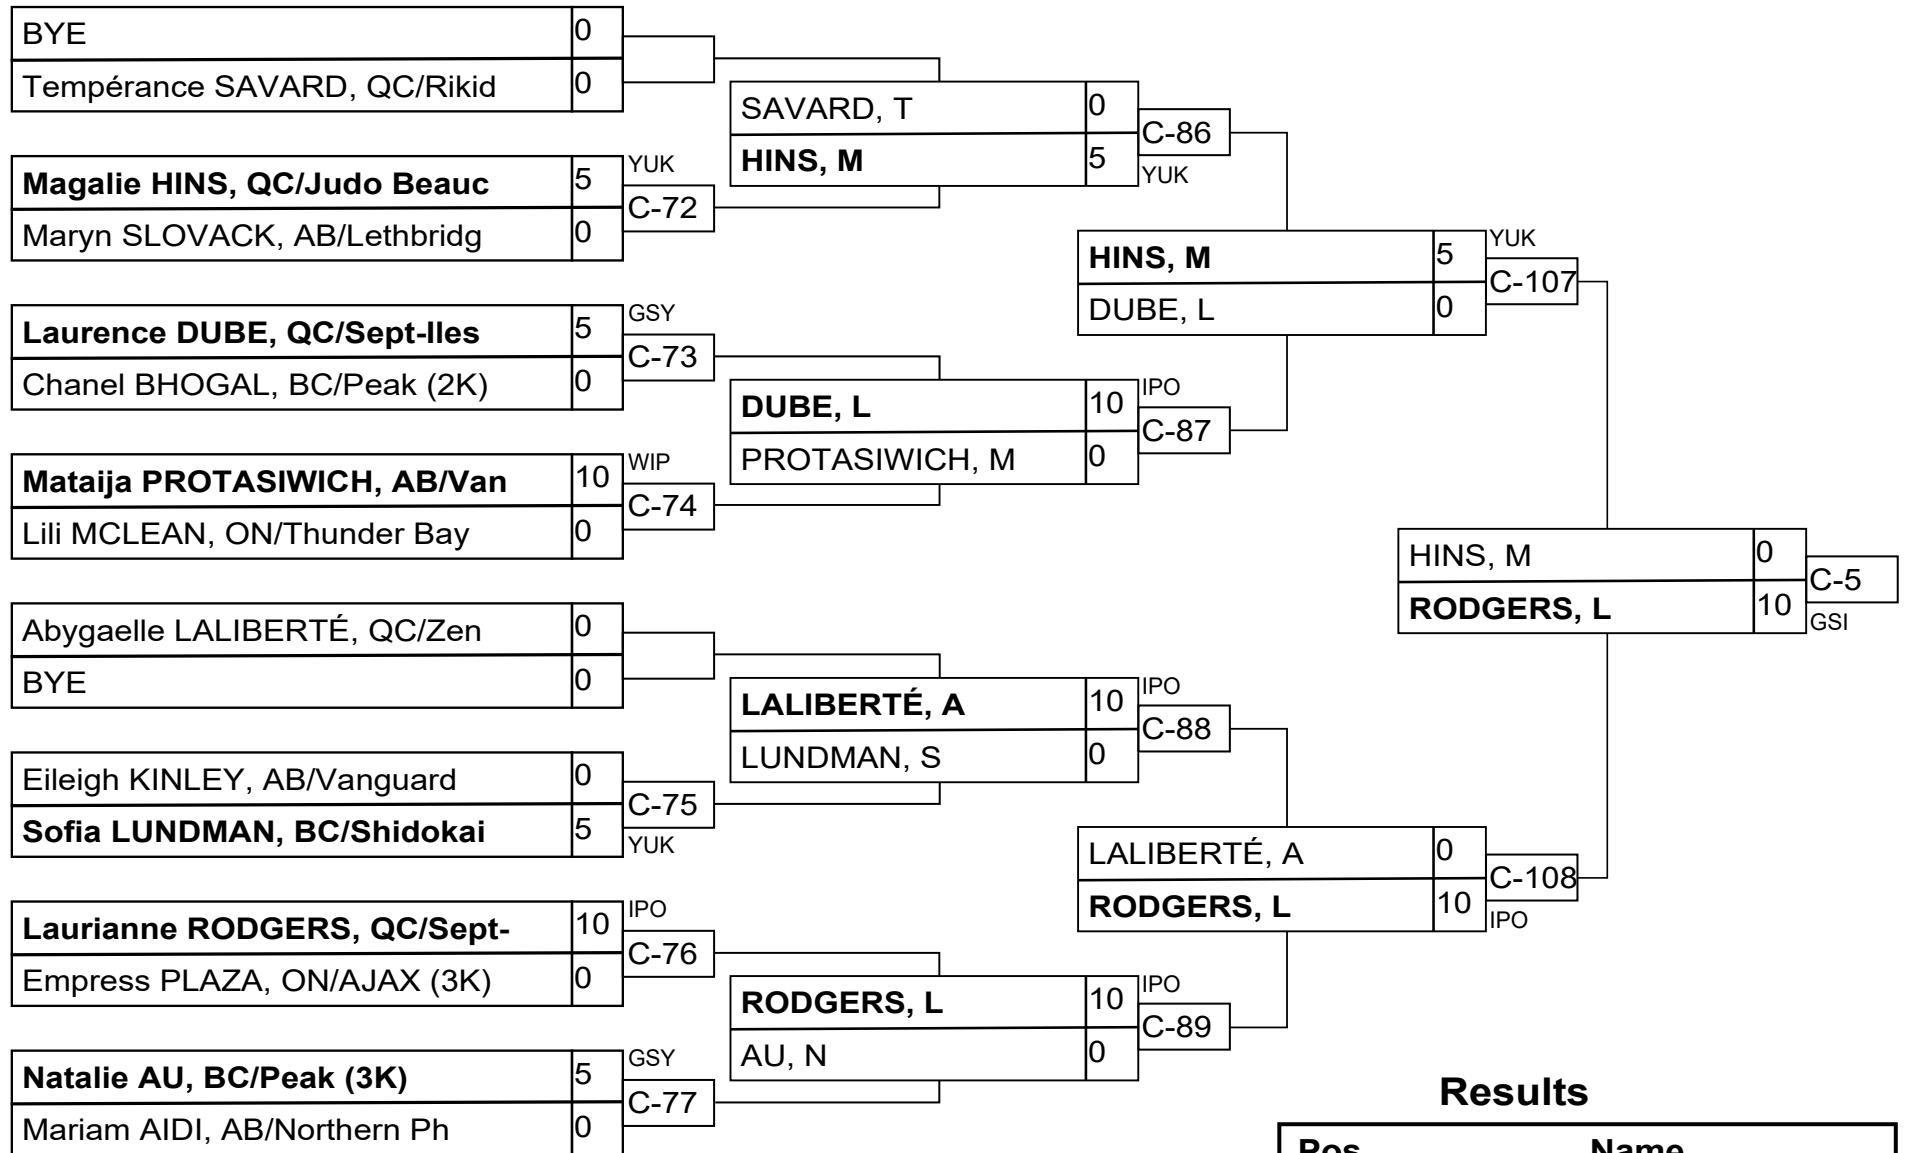 BYE 0
Tempérance SAVARD, QC/Rikid 0
Magalie HINS, QC/Judo Beauc 5
YUK
C-72
Maryn SLOVACK, AB/Lethbridg 0
Laurence DUBE, QC/Sept-Iles 5
GSY
C-73
Chanel BHOGAL, BC/Peak (2K) 0
Mataija PROTASIWICH, AB/Van 10
WIP
C-74
Lili MCLEAN, ON/Thunder Bay 0
Abygaelle LALIBERTÉ, QC/Zen 0
BYE 0
Eileigh KINLEY, AB/Vanguard 0
C-75
Sofia LUNDMAN, BC/Shidokai 5
YUK
Laurianne RODGERS, QC/Sept- 10
IPO
C-76
Empress PLAZA, ON/AJAX (3K) 0
Natalie AU, BC/Peak (3K) 5
GSY
C-77
Mariam AIDI, AB/Northern Ph 0
SAVARD, T 0
C-86
HINS, M 5
YUK
DUBE, L 10
IPO
C-87
PROTASIWICH, M 0
LALIBERTÉ, A 10
IPO
C-88
LUNDMAN, S 0
RODGERS, L 10
IPO
C-89
AU, N 0
HINS, M 5
YUK
C-107
DUBE, L 0
LALIBERTÉ, A 0
C-108
RODGERS, L 10
IPO
HINS, M 0
C-5
RODGERS, L 10
GSI
Results
Pos Name